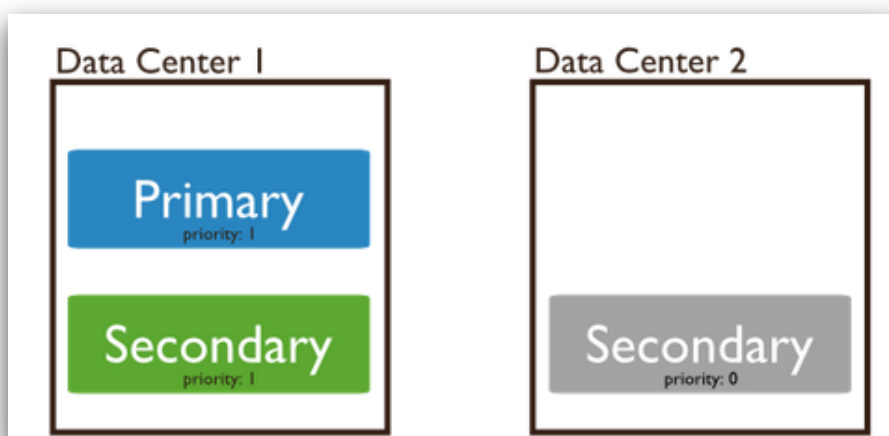 Data Center 1
Primary
priority: 1
Secondary
priority: 1
Data Center 2
Secondary
priority: 0